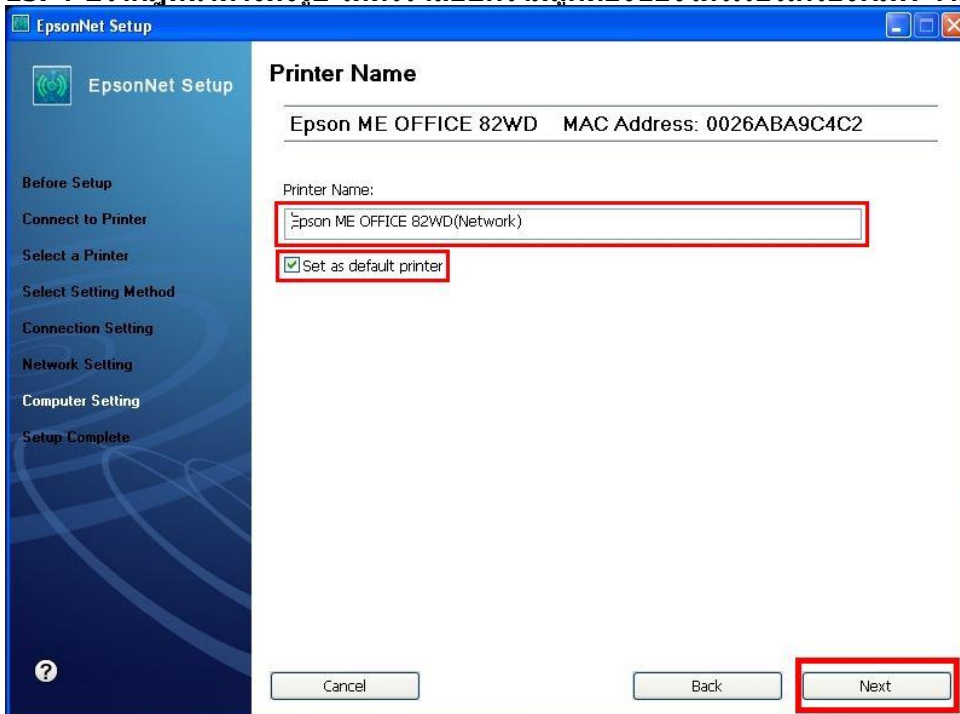 EpsonNet Setup
EpsonNet Setup
Printer Name
Epson ME OFFICE 82WD MAC Address: 0026ABA9C4C2
Before Setup
Connect to Printer
Select a Printer
Select Setting Method
Connection Setting
Network Setting
Computer Setting
Setup Complete
Printer Name:
Epson ME OFFICE 82WD(Network)
Set as default printer
?
Cancel
Back
Next